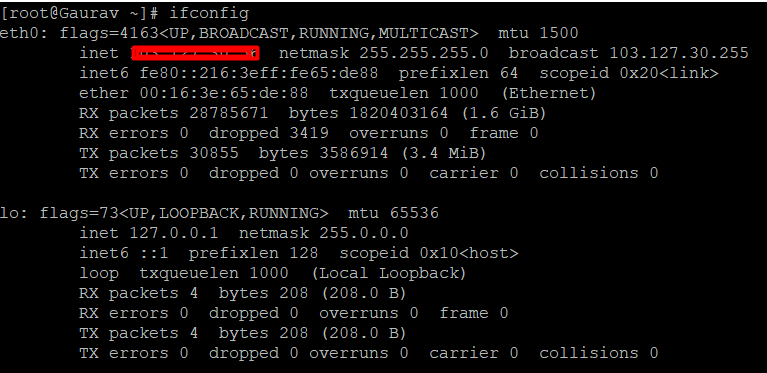 [root@Gaurav ~]# ifconfig
eth0: flags=4163<UP,BROADCAST,RUNNING,MULTICAST>  mtu 1500
inet netmask 255.255.255.0  broadcast 103.127.30.255
inet6 fe80::216:3eff:fe65:de88  prefixlen 64  scopeid 0x20<link>
ether 00:16:3e:65:de:88  txqueuelen 1000  (Ethernet)
RX packets 28785671  bytes 1820403164 (1.6 GiB)
RX errors 0  dropped 3419  overruns 0  frame 0
TX packets 30855  bytes 3586914 (3.4 MiB)
TX errors 0  dropped 0 overruns 0  carrier 0  collisions 0
lo: flags=73<UP,LOOPBACK,RUNNING>  mtu 65536
inet 127.0.0.1  netmask 255.0.0.0
inet6 ::1  prefixlen 128  scopeid 0x10<host>
loop  txqueuelen 1000  (Local Loopback)
RX packets 4  bytes 208 (208.0 B)
RX errors 0  dropped 0  overruns 0  frame 0
TX packets 4  bytes 208 (208.0 B)
TX errors 0  dropped 0 overruns 0  carrier 0  collisions 0